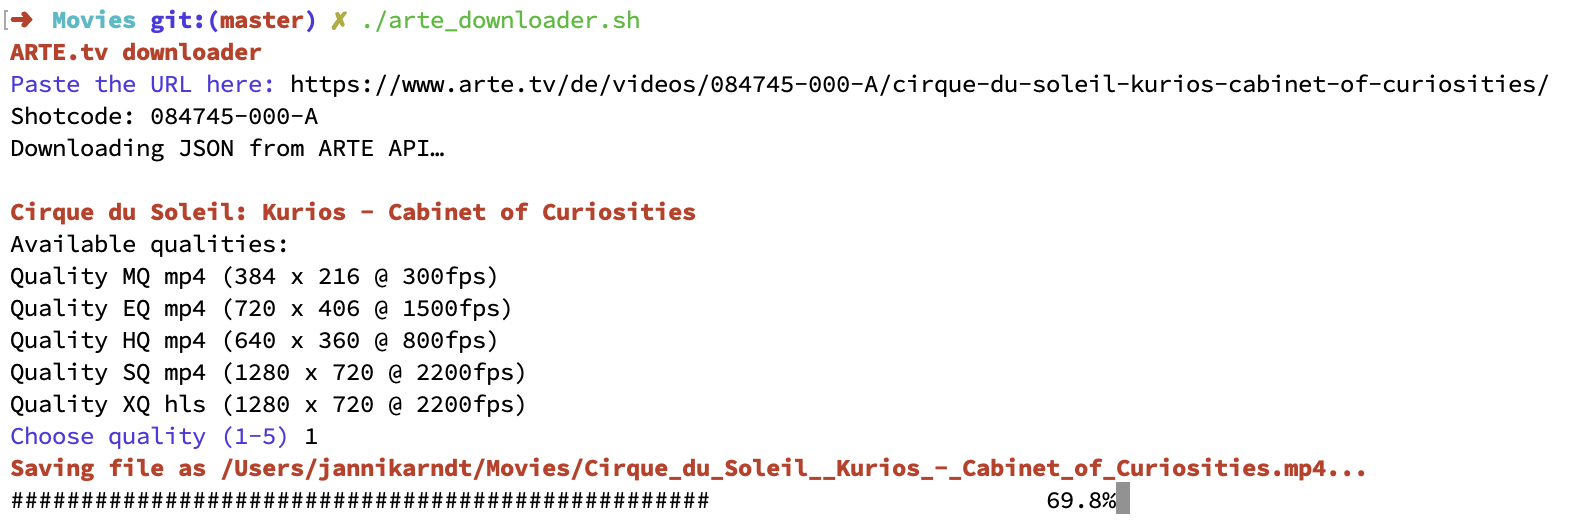 [➜ Movies git:(master) ✗ ./arte_downloader.sh
ARTE.tv downloader
Paste the URL here: https://www.arte.tv/de/videos/084745-000-A/cirque-du-soleil-kurios-cabinet-of-curiosities/
Shotcode: 084745-000-A
Downloading JSON from ARTE API…
Cirque du Soleil: Kurios - Cabinet of Curiosities
Available qualities:
Quality MQ mp4 (384 x 216 @ 300fps)
Quality EQ mp4 (720 x 406 @ 1500fps)
Quality HQ mp4 (640 x 360 @ 800fps)
Quality SQ mp4 (1280 x 720 @ 2200fps)
Quality XQ hls (1280 x 720 @ 2200fps)
Choose quality (1-5) 1
Saving file as /Users/jannikarndt/Movies/Cirque_du_Soleil__Kurios_-_Cabinet_of_Curiosities.mp4...
################################################## 69.8%